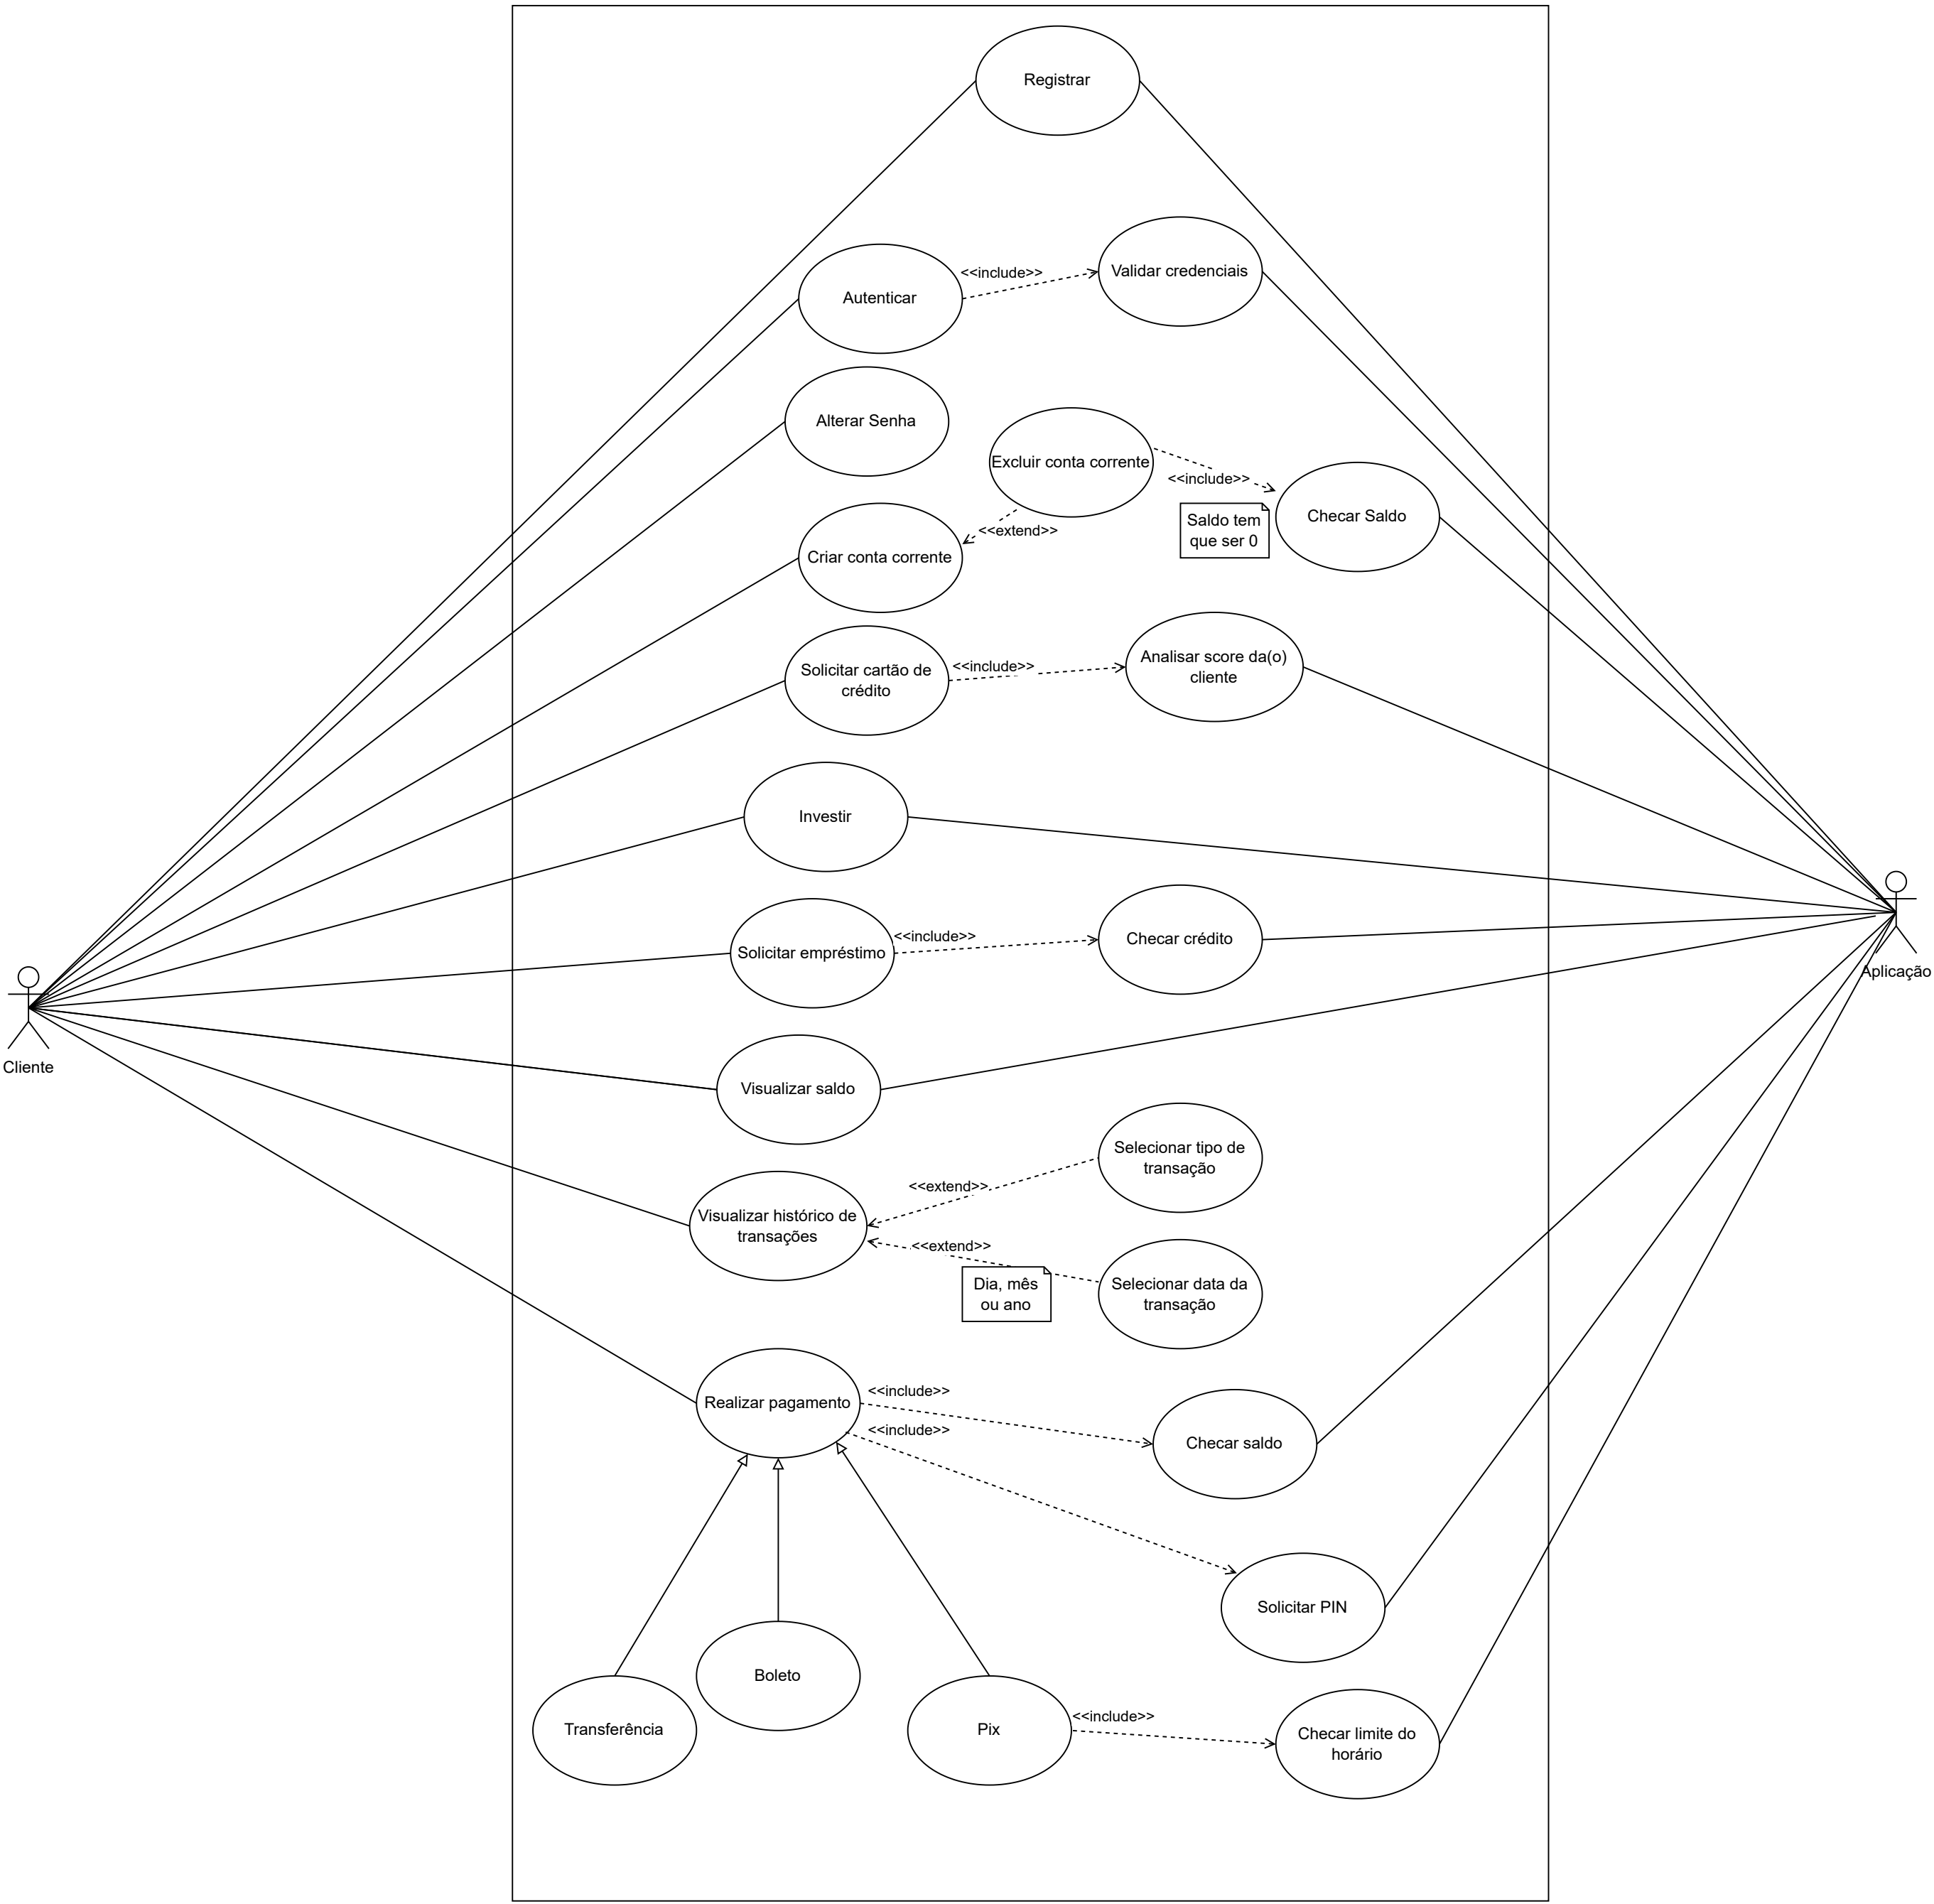 Registrar
<<include>>
Validar credenciais
Autenticar
Alterar Senha
Excluir conta corrente
<<include>>
Saldo tem
que ser 0
Checar Saldo
<<extend>>
Criar conta corrente
Solicitar cartão de
crédito
<<include>>
Analisar score da(o)
cliente
Investir
Solicitar empréstimo
<<include>>
Checar crédito
Aplicação
Cliente
Visualizar saldo
Selecionar tipo de
transação
<<extend>>
Visualizar histórico de
transações
<<extend>>
Dia, mês
ou ano
Selecionar data da
transação
Realizar pagamento
<<include>>
<<include>>
Checar saldo
Solicitar PIN
Boleto
Transferência
Pix
<<include>>
Checar limite do
horário